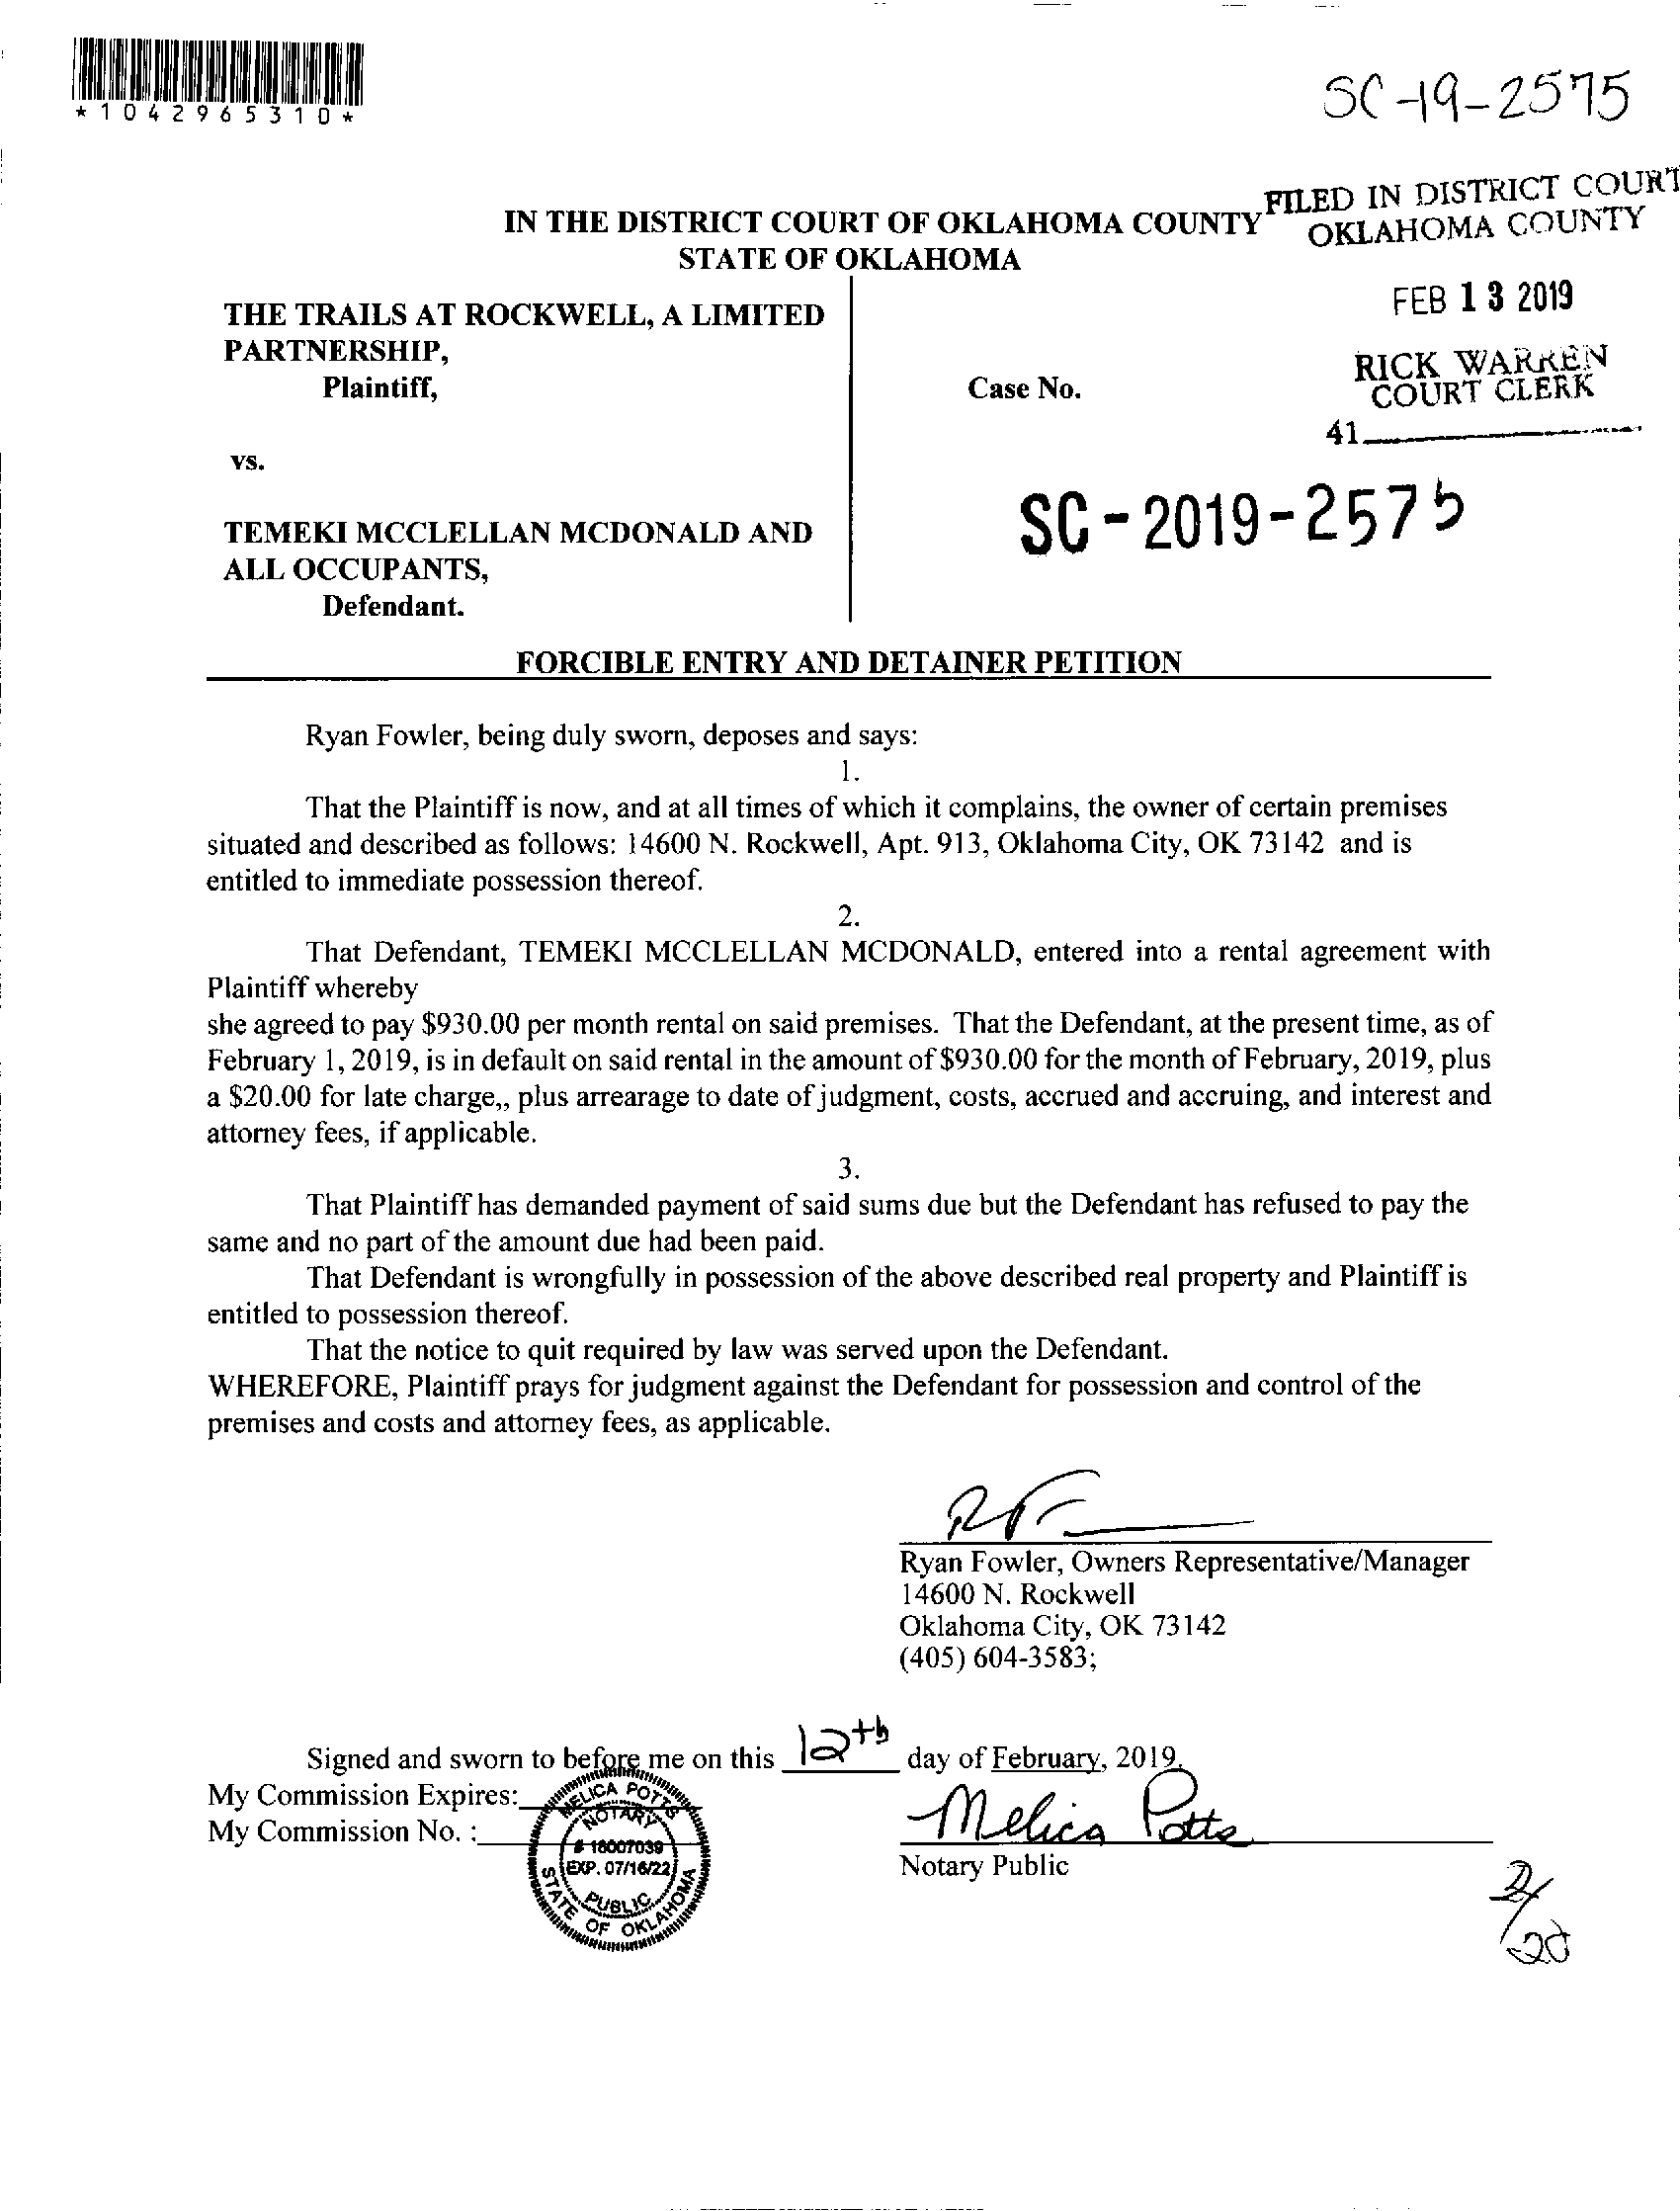 *1042965310*
SC-19-2575
FILED IN DISTRICT COURT
OKLAHOMA COUNTY
FEB 13 2019
RICK WARREN
COURT CLERK
41
IN THE DISTRICT COURT OF OKLAHOMA COUNTY
STATE OF OKLAHOMA
THE TRAILS AT ROCKWELL, A LIMITED
PARTNERSHIP,
Plaintiff,
Case No.
vs.
SC-2019-2575
TEMEKI MCCLELLAN MCDONALD AND
ALL OCCUPANTS,
Defendant.
FORCIBLE ENTRY AND DETAINER PETITION
Ryan Fowler, being duly sworn, deposes and says:
1.
That the Plaintiff is now, and at all times of which it complains, the owner of certain premises
situated and described as follows: 14600 N. Rockwell, Apt. 913, Oklahoma City, OK 73142 and is
entitled to immediate possession thereof.
2.
That Defendant, TEMEKI MCCLELLAN MCDONALD, entered into a rental agreement with
Plaintiff whereby
she agreed to pay $930.00 per month rental on said premises. That the Defendant, at the present time, as of
February 1, 2019, is in default on said rental in the amount of $930.00 for the month of February, 2019, plus
a $20.00 for late charge,, plus arrearage to date of judgment, costs, accrued and accruing, and interest and
attorney fees, if applicable.
3.
That Plaintiff has demanded payment of said sums due but the Defendant has refused to pay the
same and no part of the amount due had been paid.
That Defendant is wrongfully in possession of the above described real property and Plaintiff is
entitled to possession thereof.
That the notice to quit required by law was served upon the Defendant.
WHEREFORE, Plaintiff prays for judgment against the Defendant for possession and control of the
premises and costs and attorney fees, as applicable.
Ryan Fowler, Owners Representative/Manager
14600 N. Rockwell
Oklahoma City, OK 73142
(405) 604-3583;
Signed and sworn to before me on this 12th day of February, 2019.
My Commission Expires:
My Commission No. :
MELICA POTTS
NOTARY
# 18007039
EXP. 07/16/22
PUBLIC
STATE OF OKLAHOMA
Melica Potts
Notary Public
2/20